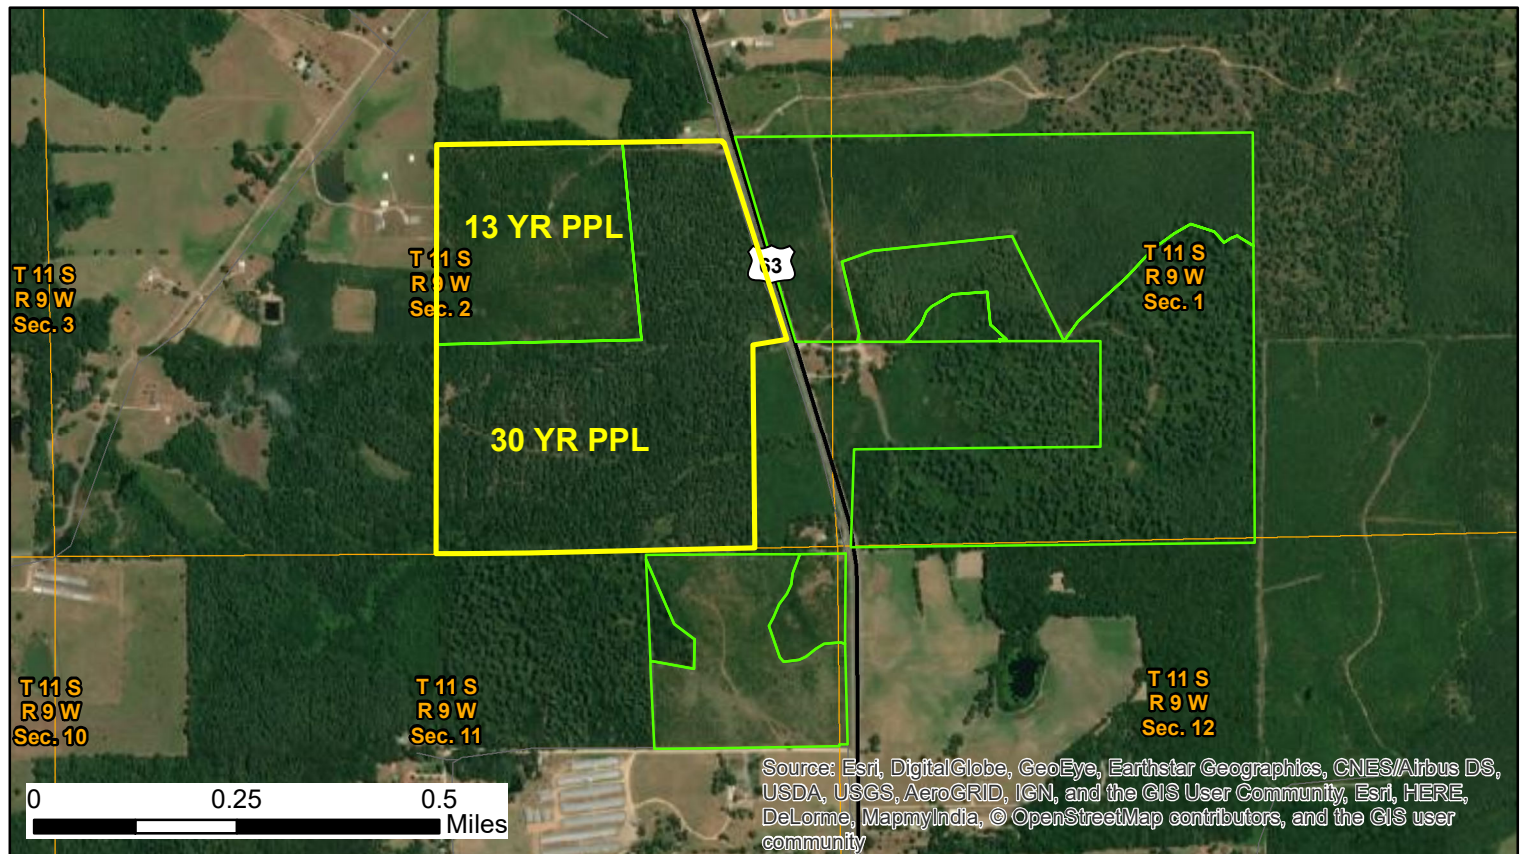 13 YR PPL
T 11 S
R 9 W
Sec. 2
63
T 11 S
R 9 W
Sec. 1
T 11 S
R 9 W
Sec. 3
30 YR PPL
T 11 S
R 9 W
Sec. 10
T 11 S
R 9 W
Sec. 11
T 11 S
R 9 W
Sec. 12
0 0.25 0.5
Miles
Source: Esri, DigitalGlobe, GeoEye, Earthstar Geographics, CNES/Airbus DS,
USDA, USGS, AeroGRID, IGN, and the GIS User Community, Esri, HERE,
DeLorme, MapmyIndia, © OpenStreetMap contributors, and the GIS user
community